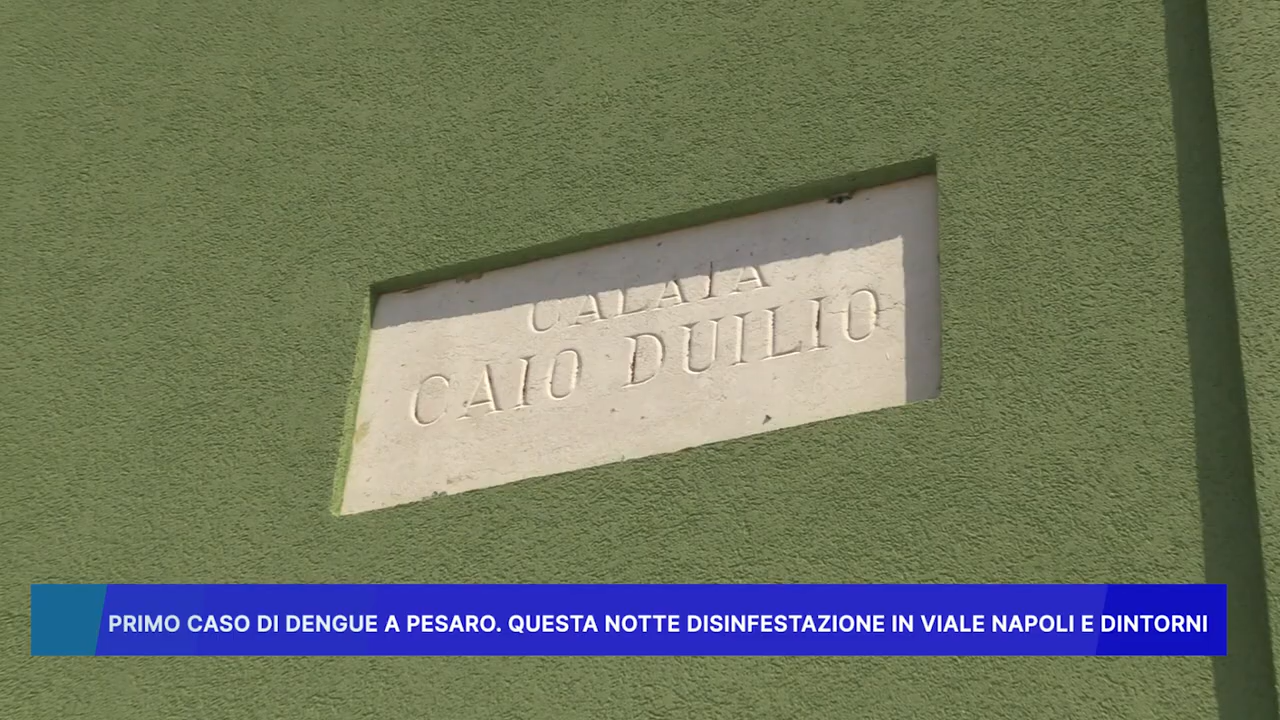 CALATA
CAIO DUILIO
PRIMO CASO DI DENGUE A PESARO. QUESTA NOTTE DISINFESTAZIONE IN VIALE NAPOLI E DINTORNI